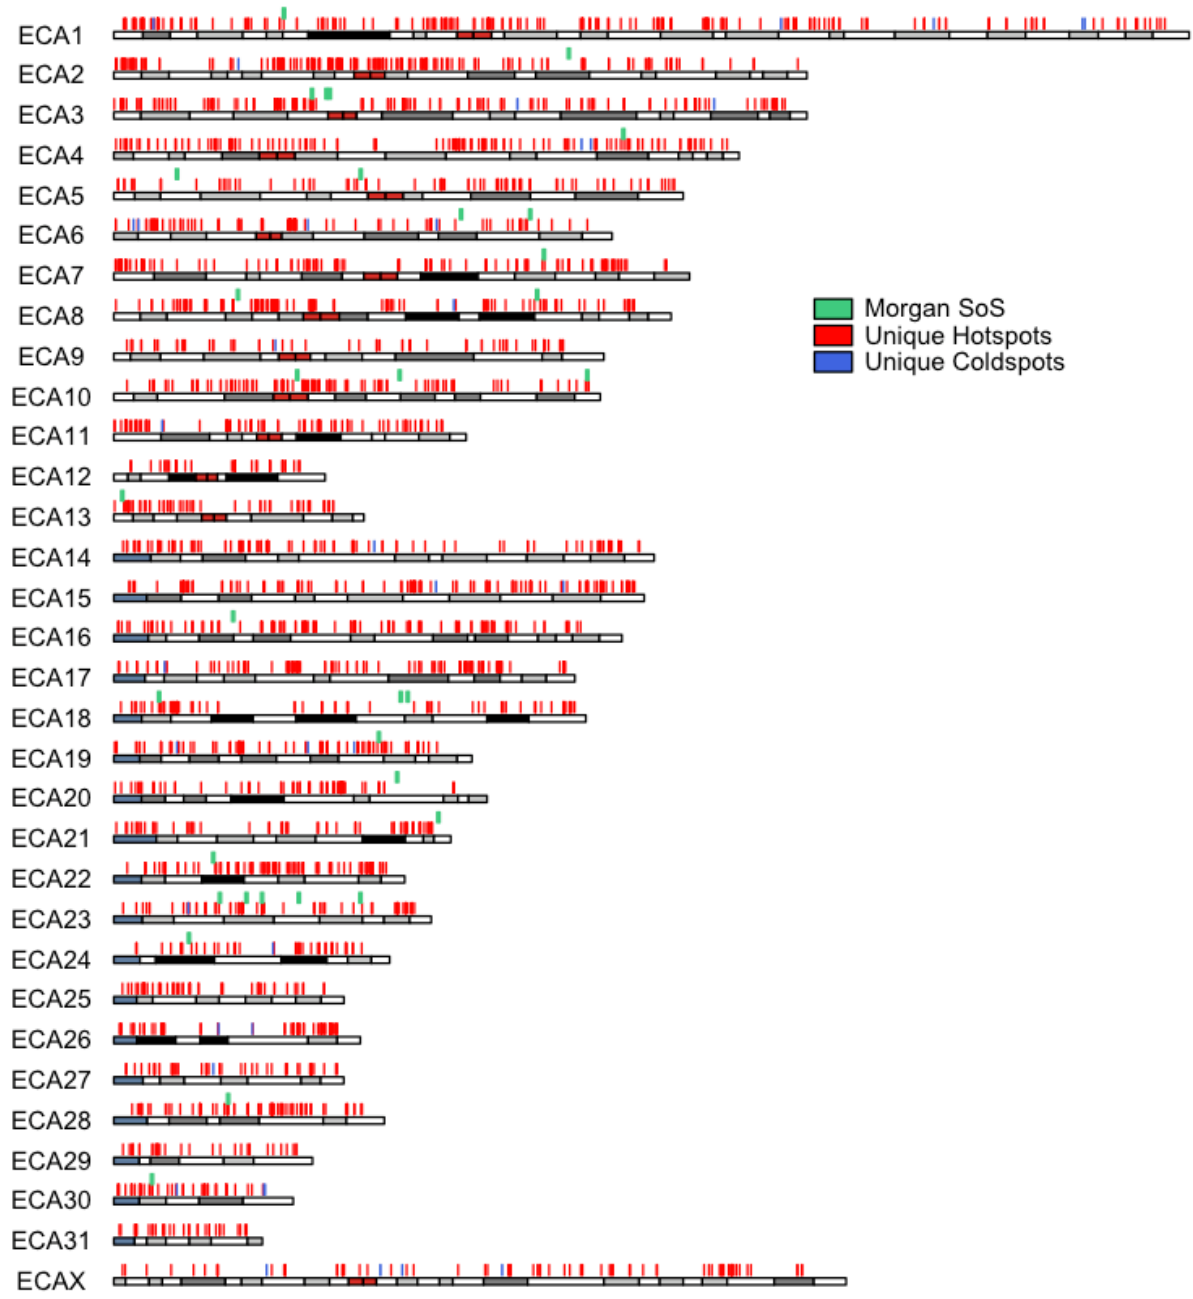 ECA1
ECA2
ECA3
ECA4
ECA5
ECA6
ECA7
ECA8
ECA9
ECA10
ECA11
ECA12
ECA13
ECA14
ECA15
ECA16
ECA17
ECA18
ECA19
ECA20
ECA21
ECA22
ECA23
ECA24
ECA25
ECA26
ECA27
ECA28
ECA29
ECA30
ECA31
ECAX
Morgan SoS
Unique Hotspots
Unique Coldspots